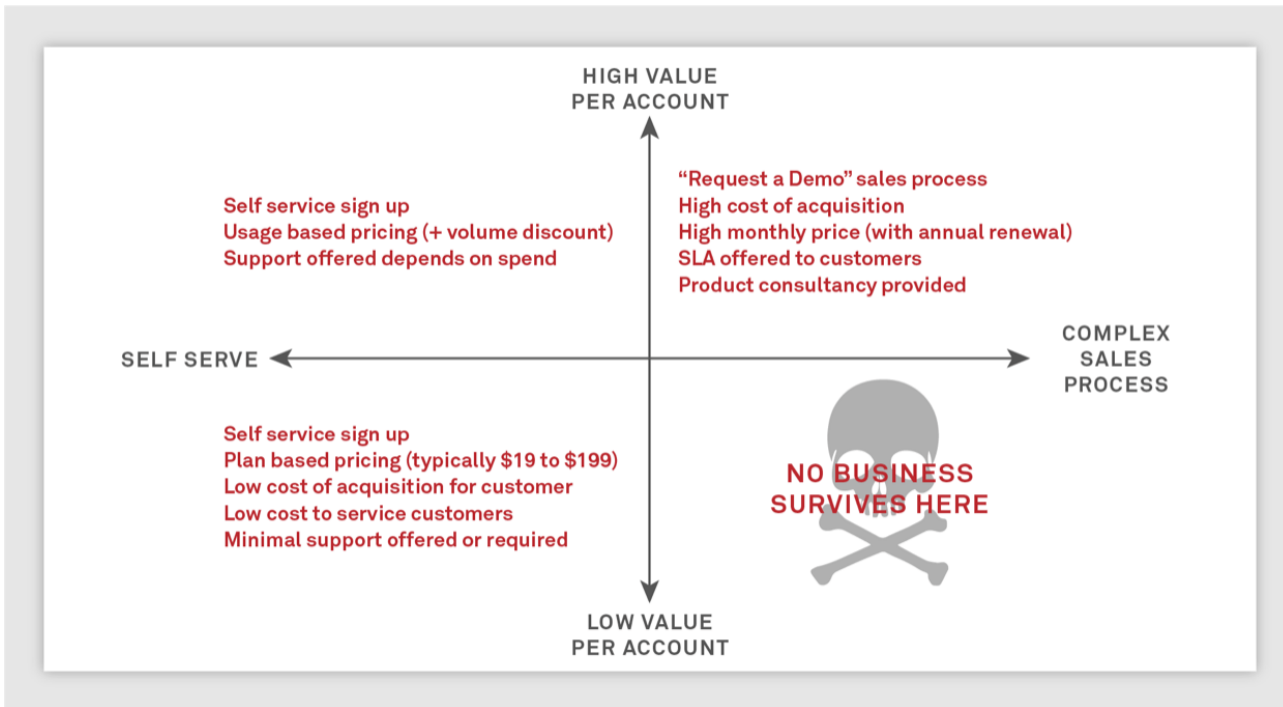 HIGH VALUE
PER ACCOUNT
Self service sign up
Usage based pricing (+ volume discount)
Support offered depends on spend
“Request a Demo” sales process
High cost of acquisition
High monthly price (with annual renewal)
SLA offered to customers
Product consultancy provided
SELF SERVE
COMPLEX
SALES
PROCESS
Self service sign up
Plan based pricing (typically $19 to $199)
Low cost of acquisition for customer
Low cost to service customers
Minimal support offered or required
NO BUSINESS
SURVIVES HERE
LOW VALUE
PER ACCOUNT